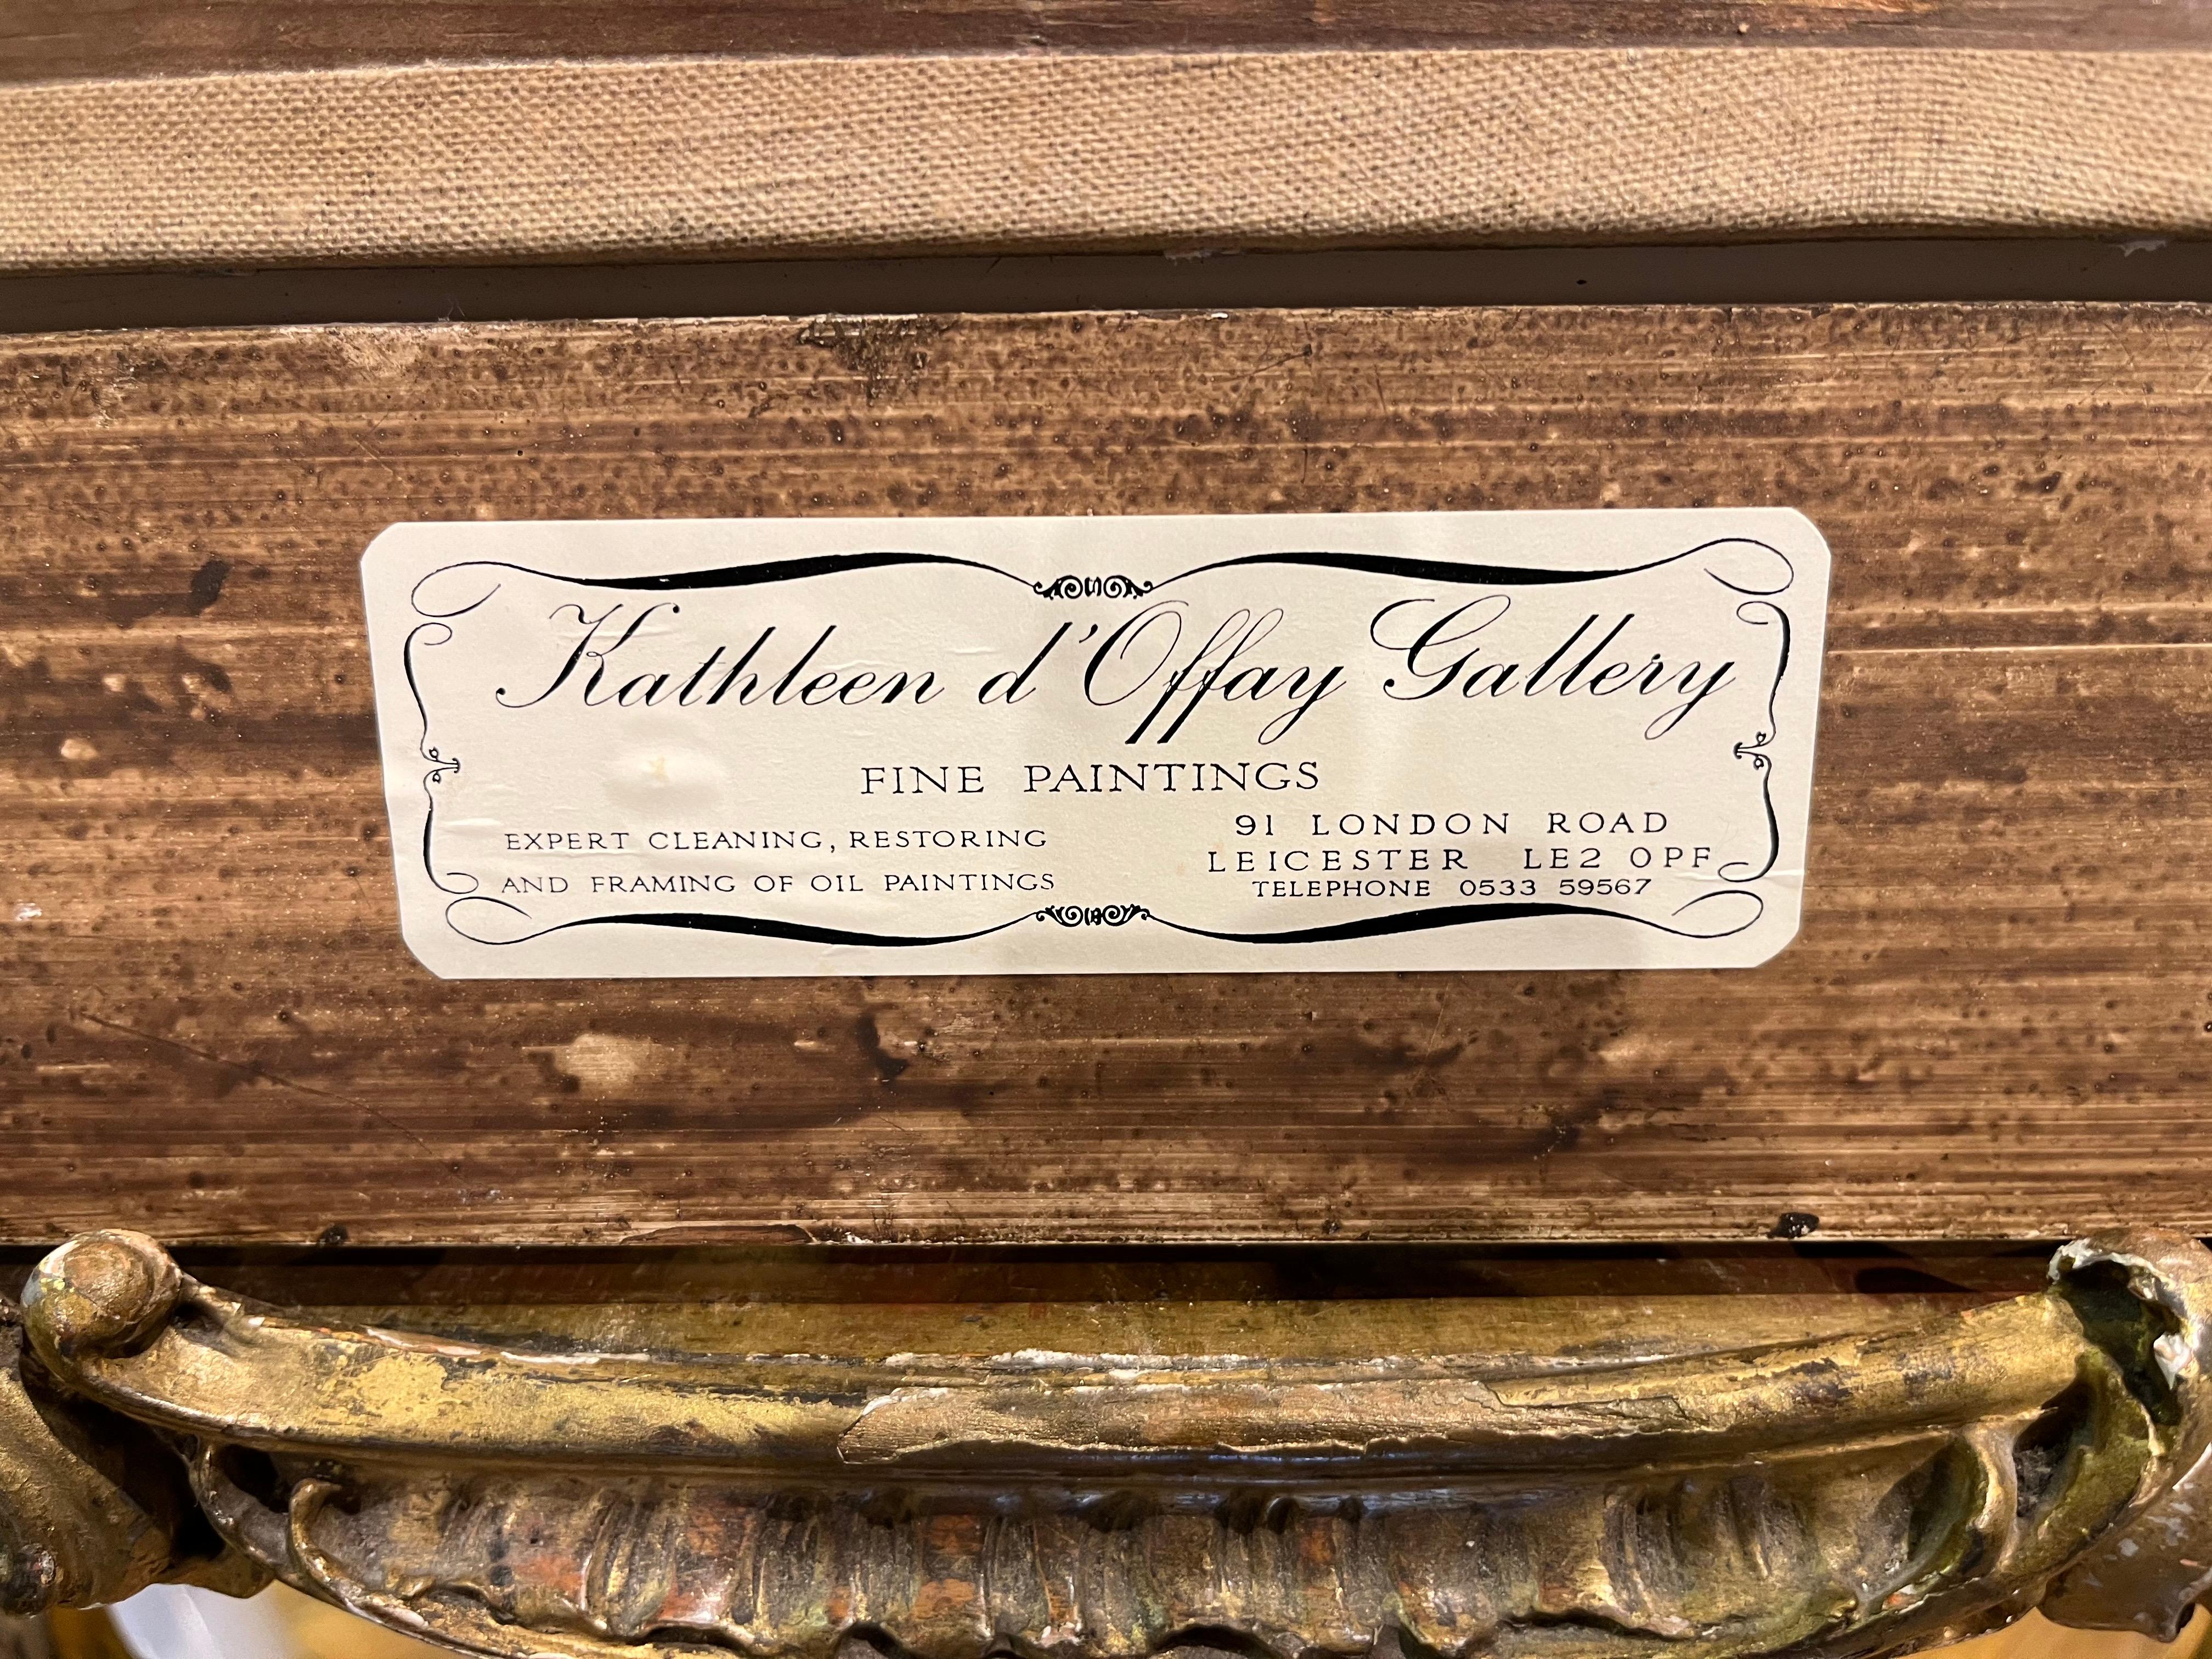 Kathleen d'Offay Gallery
FINE PAINTINGS
EXPERT CLEANING, RESTORING
AND FRAMING OF OIL PAINTINGS
91 LONDON ROAD
LEICESTER LE2 0PF
TELEPHONE 0533 59567